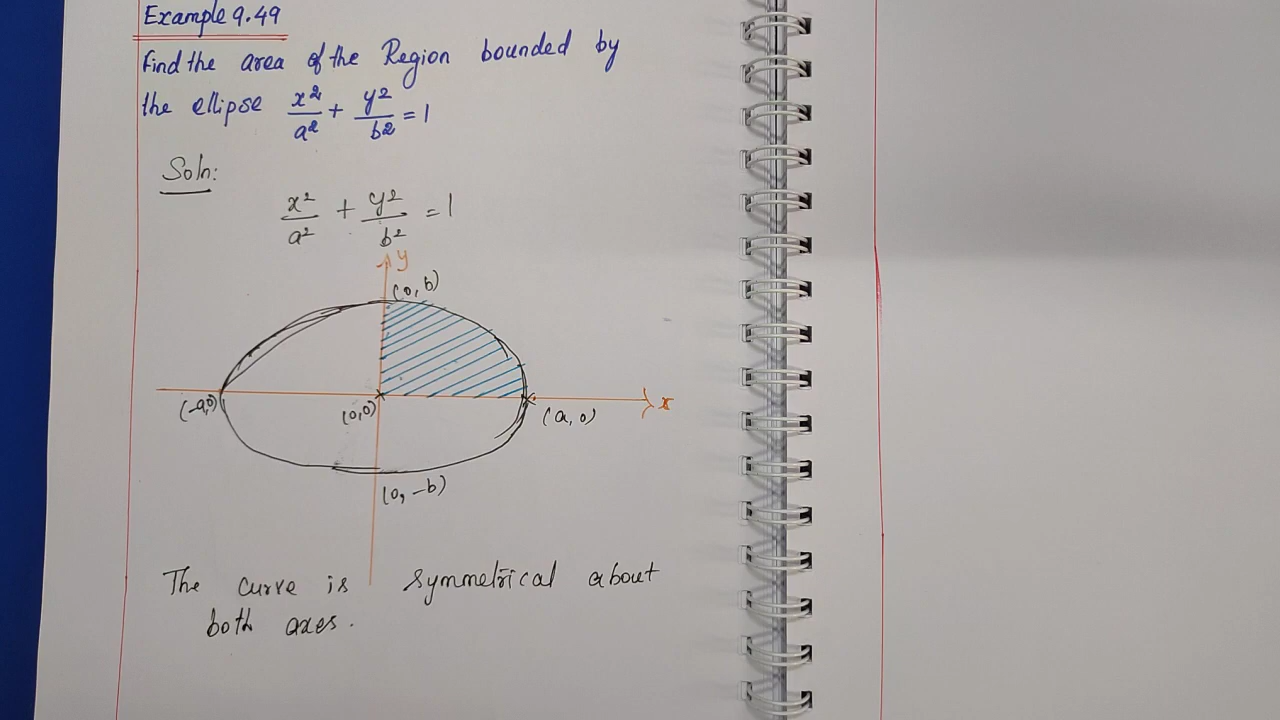 Example 9.49
Find the area of the Region bounded by
the ellipse x²/a² + y²/b² = 1
Soln:
x²/a² + y²/b² = 1
y
(0, b)
(-a,0)
(0,0)
(a, 0)
x
(0, -b)
The curve is symmetrical about
both axes.